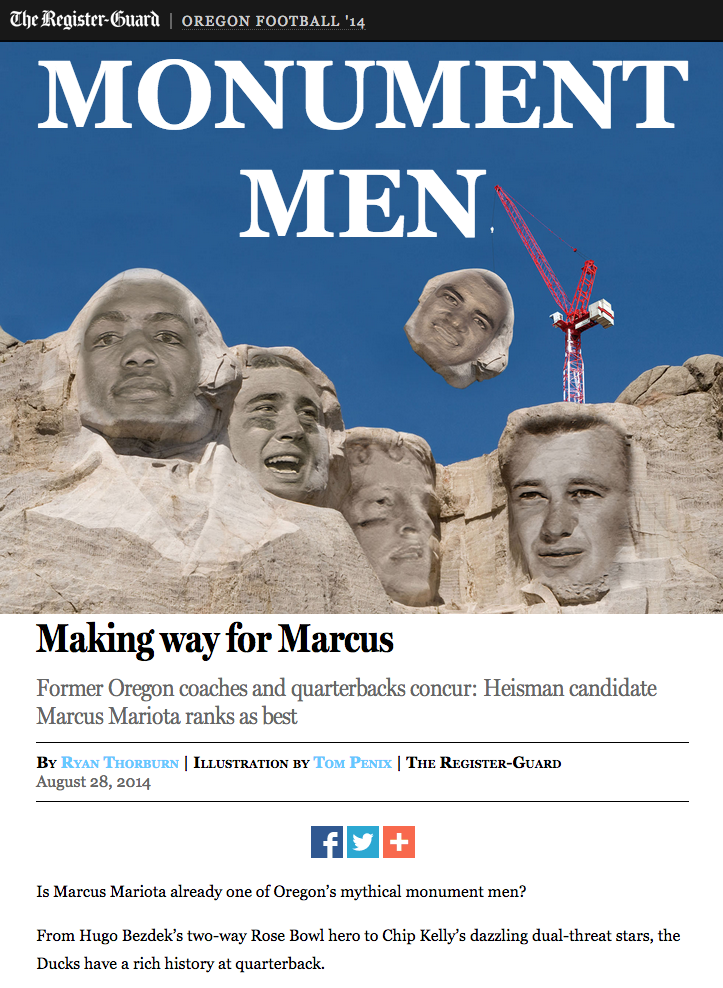 The Register-Guard | OREGON FOOTBALL '14
MONUMENT
MEN
Making way for Marcus
Former Oregon coaches and quarterbacks concur: Heisman candidate
Marcus Mariota ranks as best
By Ryan Thorburn | Illustration by Tom Penix | The Register-Guard
August 28, 2014
Is Marcus Mariota already one of Oregon’s mythical monument men?
From Hugo Bezdek’s two-way Rose Bowl hero to Chip Kelly’s dazzling dual-threat stars, the
Ducks have a rich history at quarterback.